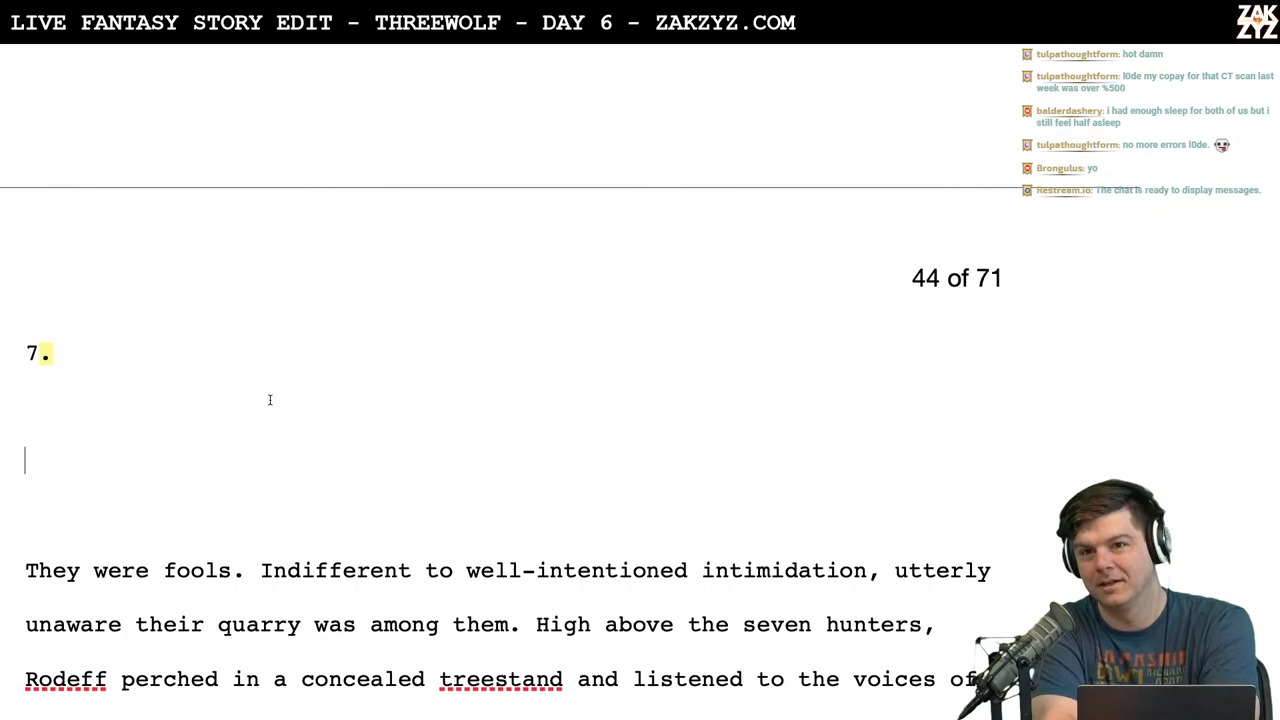 LIVE FANTASY STORY EDIT - THREEWOLF - DAY 6 - ZAKZYZ.COM
ZAK
ZYZ
tulpathoughtform: hot damn
tulpathoughtform: l0de my copay for that CT scan last
week was over %500
balderdashery: i had enough sleep for both of us but i
still feel half asleep
tulpathoughtform: no more errors l0de.
Brongulus: yo
Restream.io: The chat is ready to display messages.
44 of 71
7.
They were fools. Indifferent to well-intentioned intimidation, utterly
unaware their quarry was among them. High above the seven hunters,
Rodeff perched in a concealed treestand and listened to the voices of